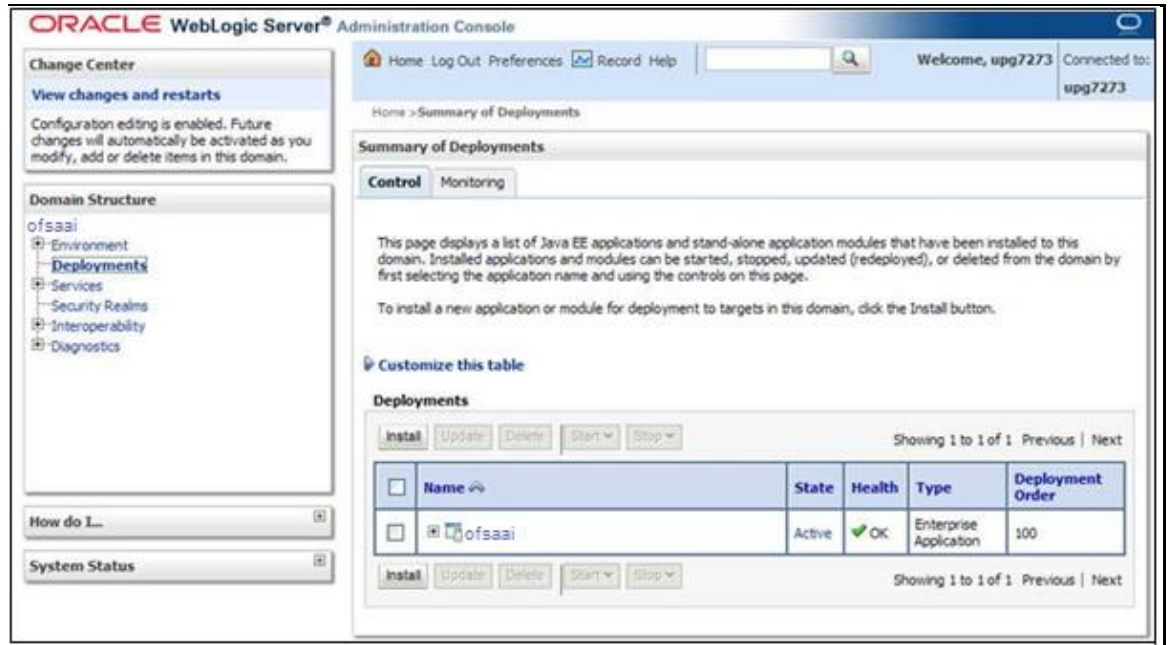 ORACLE WebLogic Server® Administration Console
Change Center
View changes and restarts
Configuration editing is enabled. Future
changes will automatically be activated as you
modify, add or delete items in this domain.
Domain Structure
ofsaai
Environment
Deployments
Services
Security Realms
Interoperability
Diagnostics
How do I...
System Status
Home Log Out Preferences Record Help
Welcome, upg7273
Connected to:
upg7273
Home >Summary of Deployments
Summary of Deployments
Control Monitoring
This page displays a list of Java EE applications and stand-alone application modules that have been installed to this
domain. Installed applications and modules can be started, stopped, updated (redeployed), or deleted from the domain by
first selecting the application name and using the controls on this page.
To install a new application or module for deployment to targets in this domain, click the Install button.
Customize this table
Deployments
Install Update Delete Start Stop
Showing 1 to 1 of 1 Previous | Next
Name State Health Type Deployment
Order
ofsaai Active OK Enterprise
Application 100
Install Update Delete Start Stop
Showing 1 to 1 of 1 Previous | Next